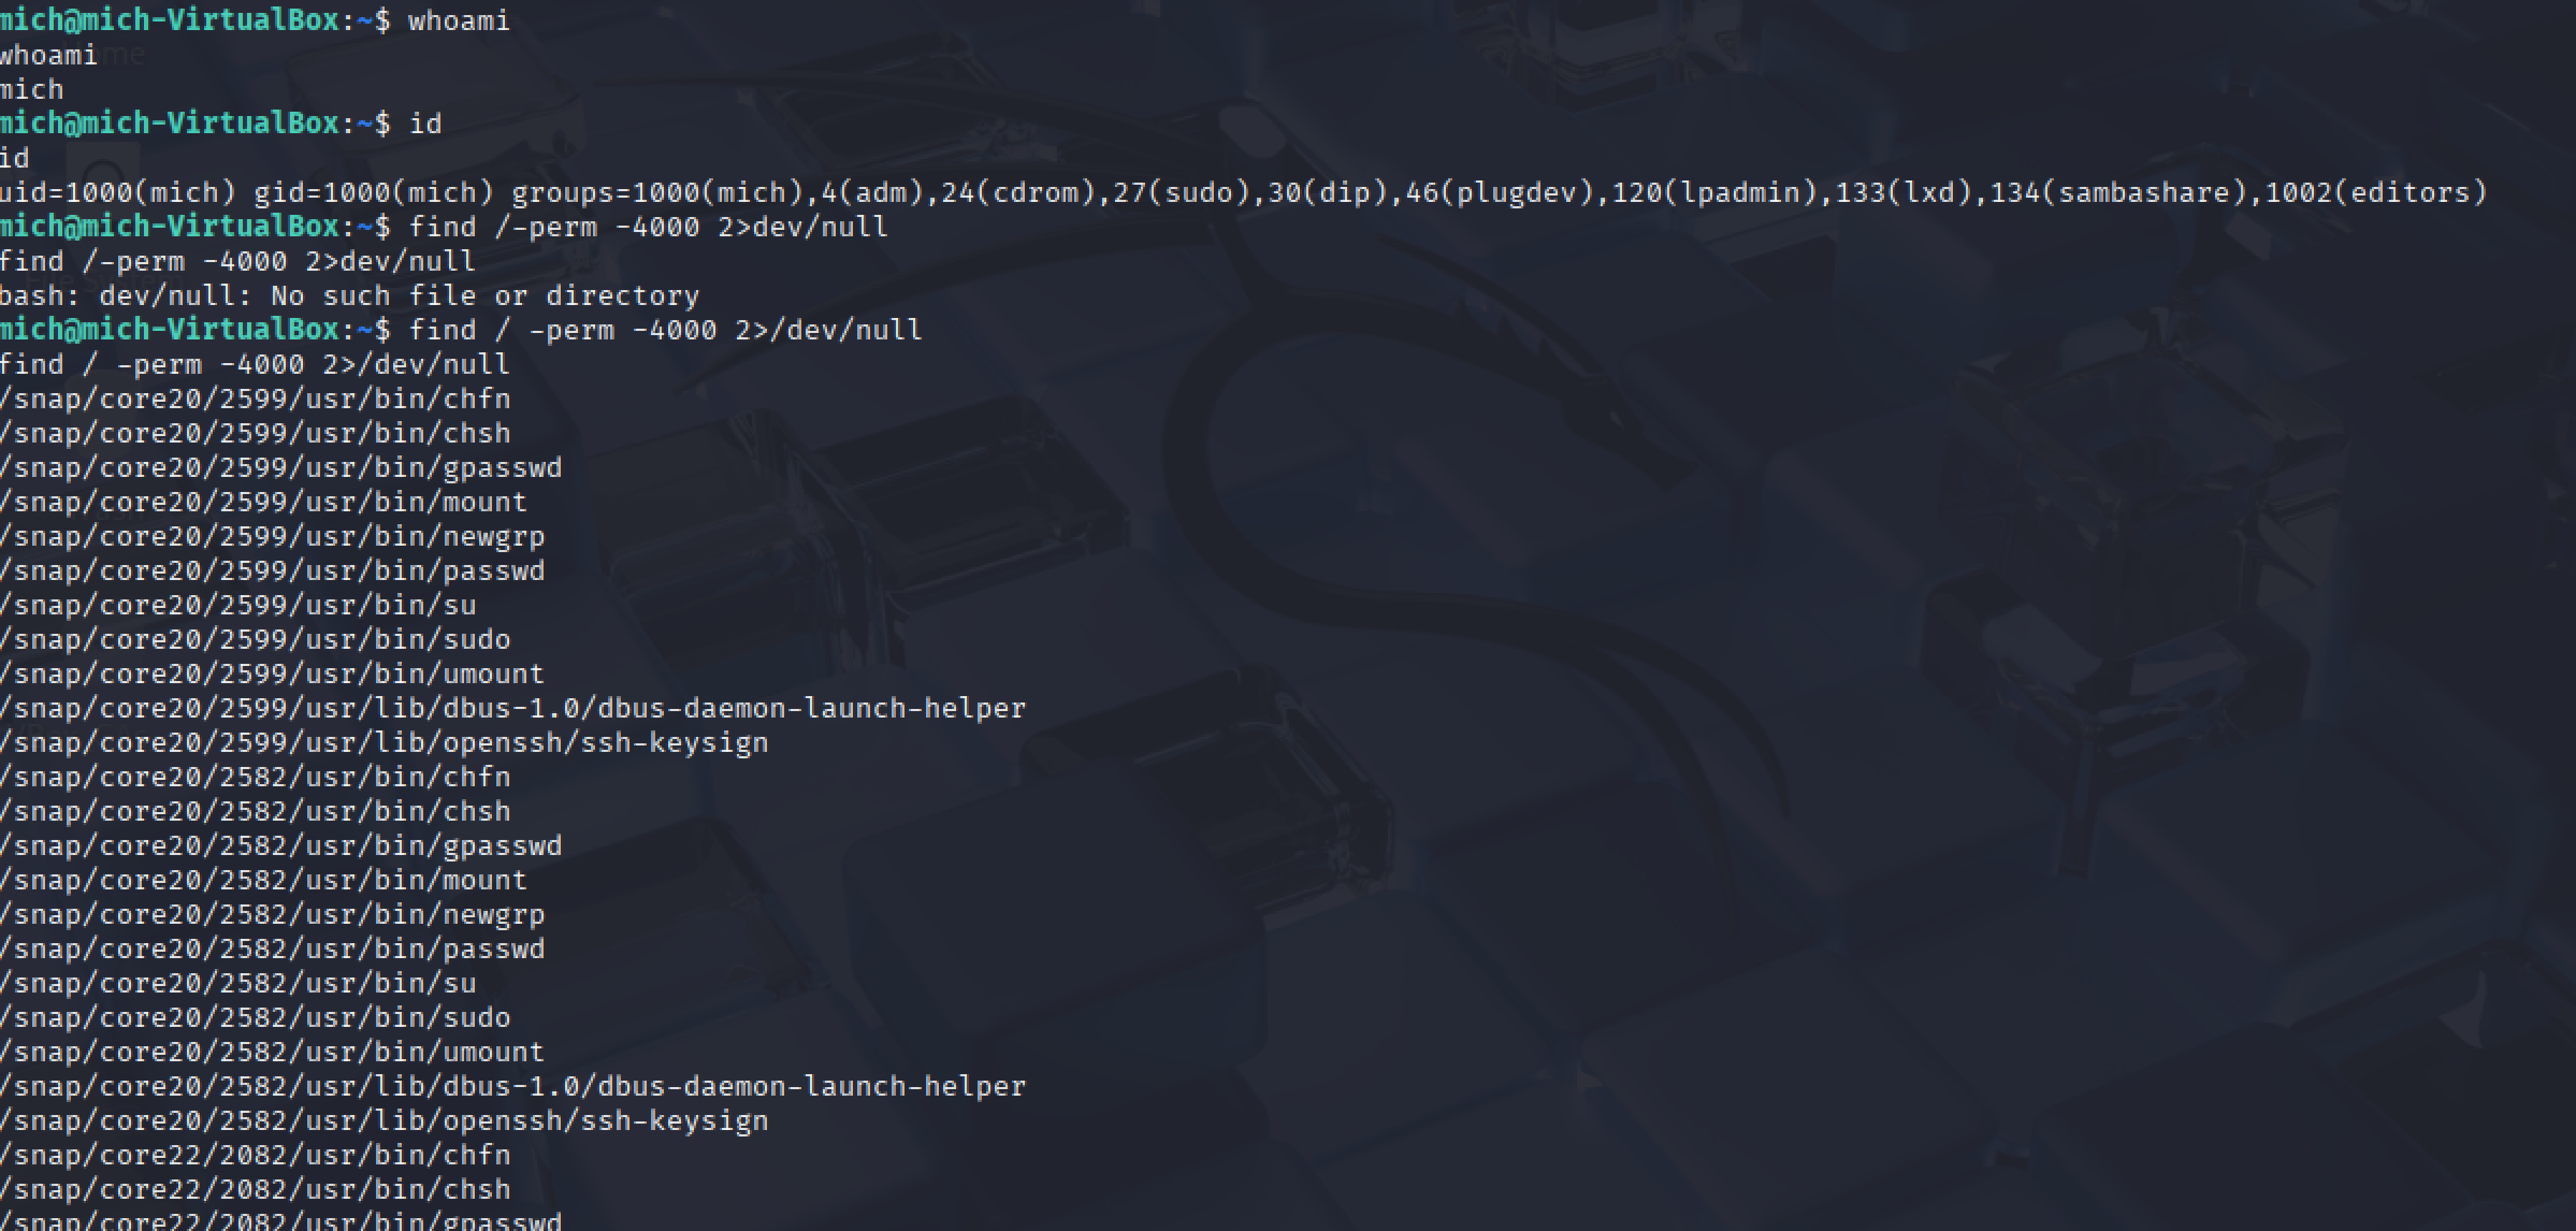 mich@mich-VirtualBox:~$ whoami
whoami
mich
mich@mich-VirtualBox:~$ id
id
uid=1000(mich) gid=1000(mich) groups=1000(mich),4(adm),24(cdrom),27(sudo),30(dip),46(plugdev),120(lpadmin),133(lxd),134(sambashare),1002(editors)
mich@mich-VirtualBox:~$ find /-perm -4000 2>dev/null
find /-perm -4000 2>dev/null
bash: dev/null: No such file or directory
mich@mich-VirtualBox:~$ find / -perm -4000 2>/dev/null
find / -perm -4000 2>/dev/null
/snap/core20/2599/usr/bin/chfn
/snap/core20/2599/usr/bin/chsh
/snap/core20/2599/usr/bin/gpasswd
/snap/core20/2599/usr/bin/mount
/snap/core20/2599/usr/bin/newgrp
/snap/core20/2599/usr/bin/passwd
/snap/core20/2599/usr/bin/su
/snap/core20/2599/usr/bin/sudo
/snap/core20/2599/usr/bin/umount
/snap/core20/2599/usr/lib/dbus-1.0/dbus-daemon-launch-helper
/snap/core20/2599/usr/lib/openssh/ssh-keysign
/snap/core20/2582/usr/bin/chfn
/snap/core20/2582/usr/bin/chsh
/snap/core20/2582/usr/bin/gpasswd
/snap/core20/2582/usr/bin/mount
/snap/core20/2582/usr/bin/newgrp
/snap/core20/2582/usr/bin/passwd
/snap/core20/2582/usr/bin/su
/snap/core20/2582/usr/bin/sudo
/snap/core20/2582/usr/bin/umount
/snap/core20/2582/usr/lib/dbus-1.0/dbus-daemon-launch-helper
/snap/core20/2582/usr/lib/openssh/ssh-keysign
/snap/core22/2082/usr/bin/chfn
/snap/core22/2082/usr/bin/chsh
/snap/core22/2082/usr/bin/gpasswd